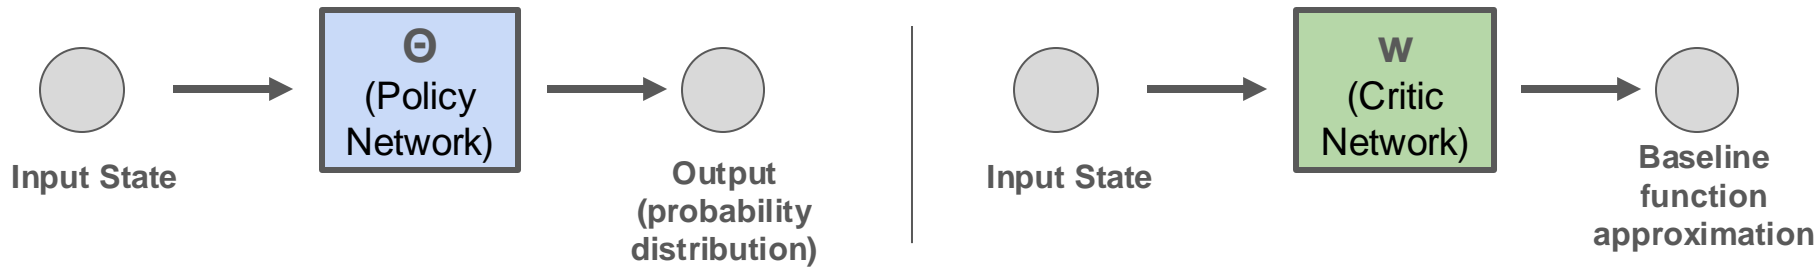 Input State
Θ
(Policy
Network)
Output
(probability
distribution)
Input State
w
(Critic
Network)
Baseline
function
approximation